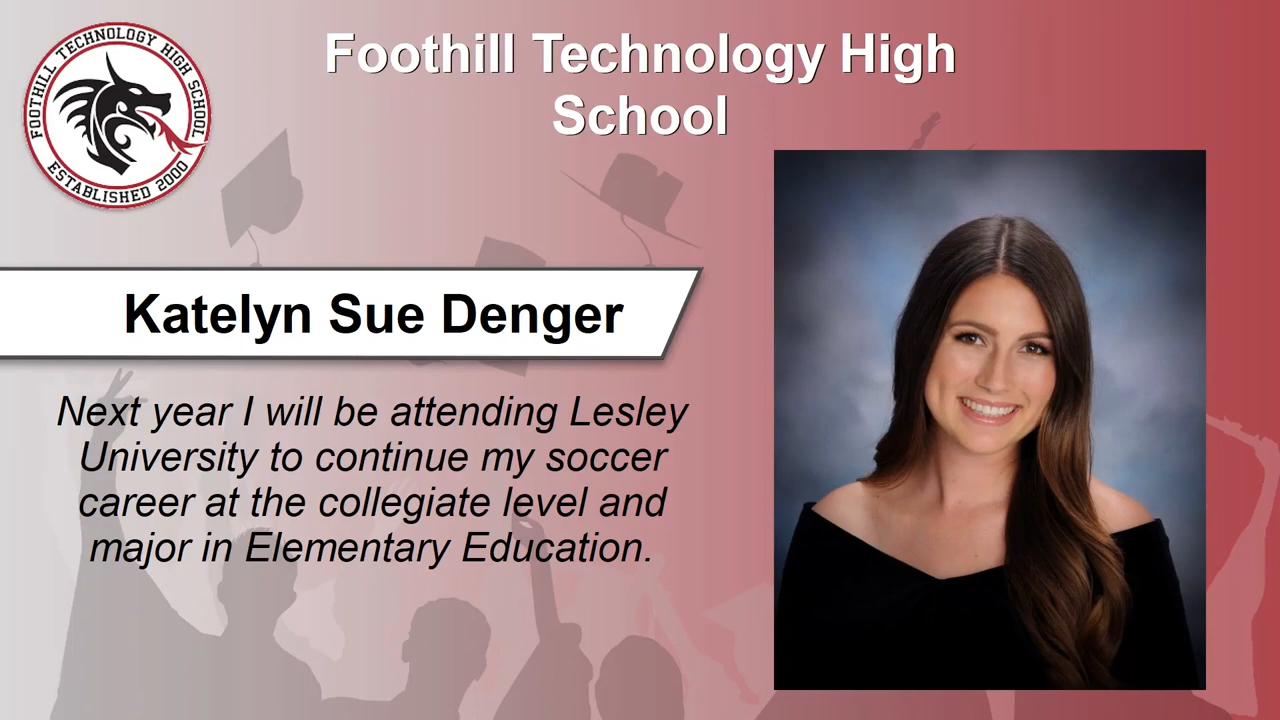 FOOTHILL TECHNOLOGY HIGH SCHOOL
ESTABLISHED 2000
Foothill Technology High
School
Katelyn Sue Denger
Next year I will be attending Lesley
University to continue my soccer
career at the collegiate level and
major in Elementary Education.